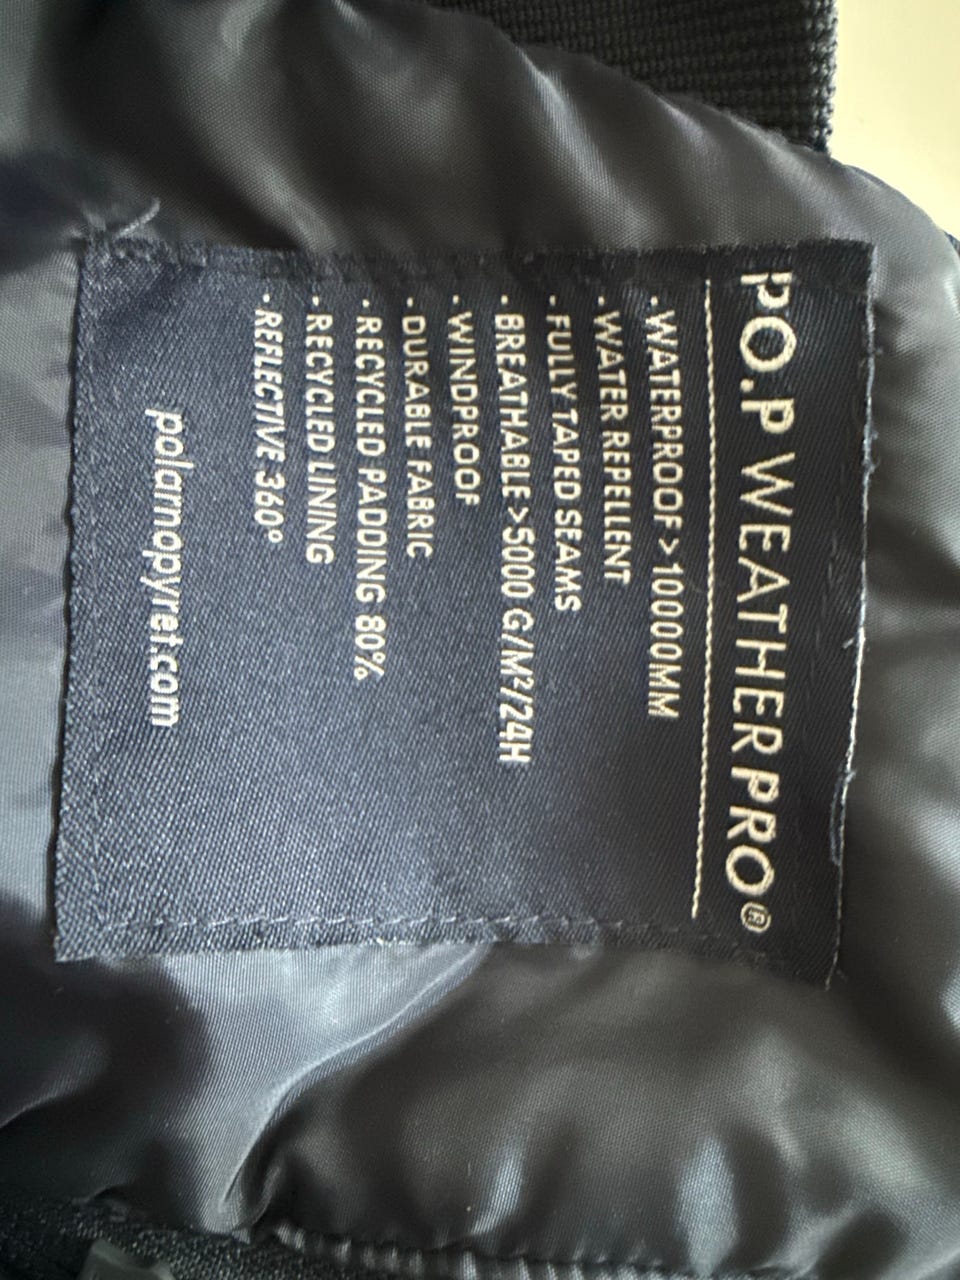 PO.P WEATHER PRO®
· WATERPROOF > 10000MM
· WATER REPELLENT
· FULLY TAPED SEAMS
· BREATHABLE > 5000 G/M²/24H
· WINDPROOF
· DURABLE FABRIC
· RECYCLED PADDING 80%
· RECYCLED LINING
· REFLECTIVE 360°
polarnopyret.com